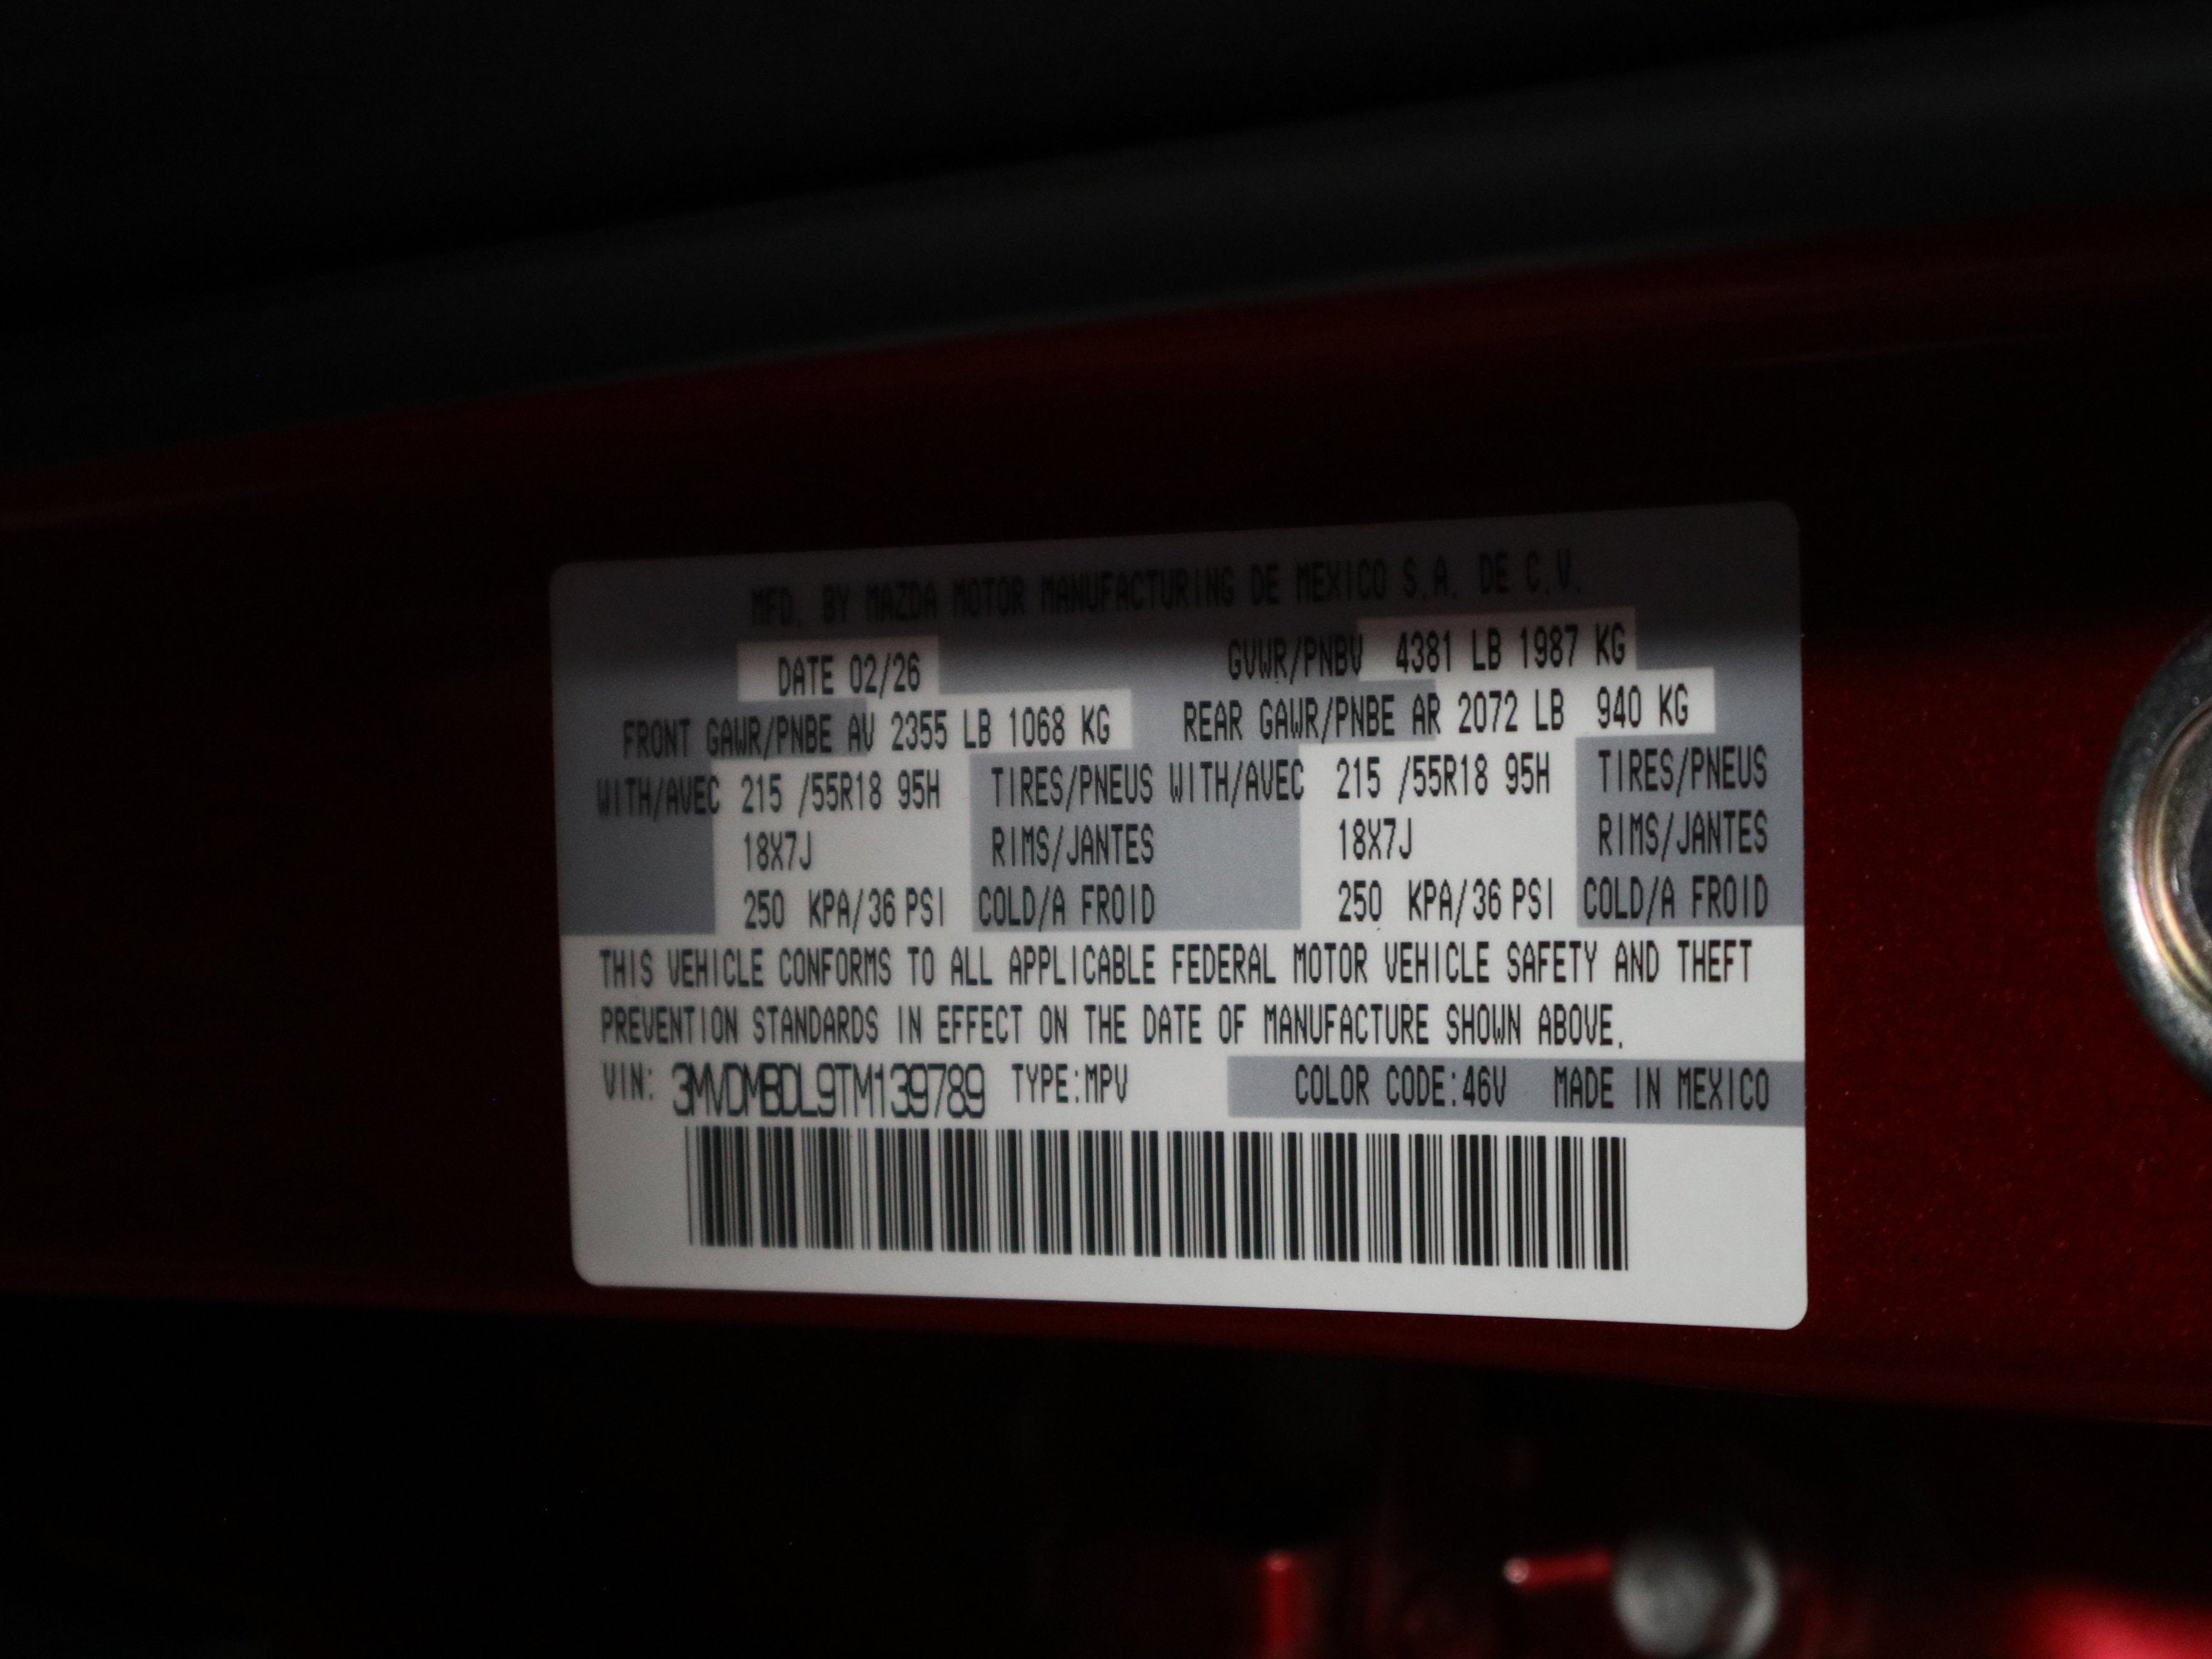 MFD. BY MAZDA MOTOR MANUFACTURING DE MEXICO S.A. DE C.V.
DATE 02/26 GVWR/PNBV 4381 LB 1987 KG
FRONT GAWR/PNBE AV 2355 LB 1068 KG REAR GAWR/PNBE AR 2072 LB 940 KG
WITH/AVEC 215 /55R18 95H TIRES/PNEUS WITH/AVEC 215 /55R18 95H TIRES/PNEUS
18X7J RIMS/JANTES 18X7J RIMS/JANTES
250 KPA/36 PSI COLD/A FROID 250 KPA/36 PSI COLD/A FROID
THIS VEHICLE CONFORMS TO ALL APPLICABLE FEDERAL MOTOR VEHICLE SAFETY AND THEFT
PREVENTION STANDARDS IN EFFECT ON THE DATE OF MANUFACTURE SHOWN ABOVE.
VIN: 3MVDMBDL9TM139789 TYPE:MPV COLOR CODE:46V MADE IN MEXICO